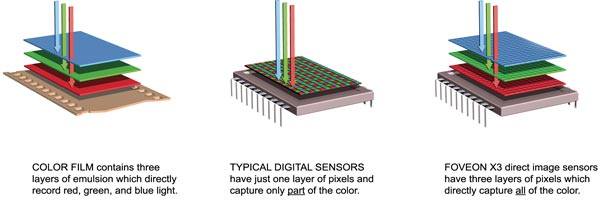 COLOR FILM contains three
layers of emulsion which directly
record red, green, and blue light.
TYPICAL DIGITAL SENSORS
have just one layer of pixels and
capture only part of the color.
FOVEON X3 direct image sensors
have three layers of pixels which
directly capture all of the color.